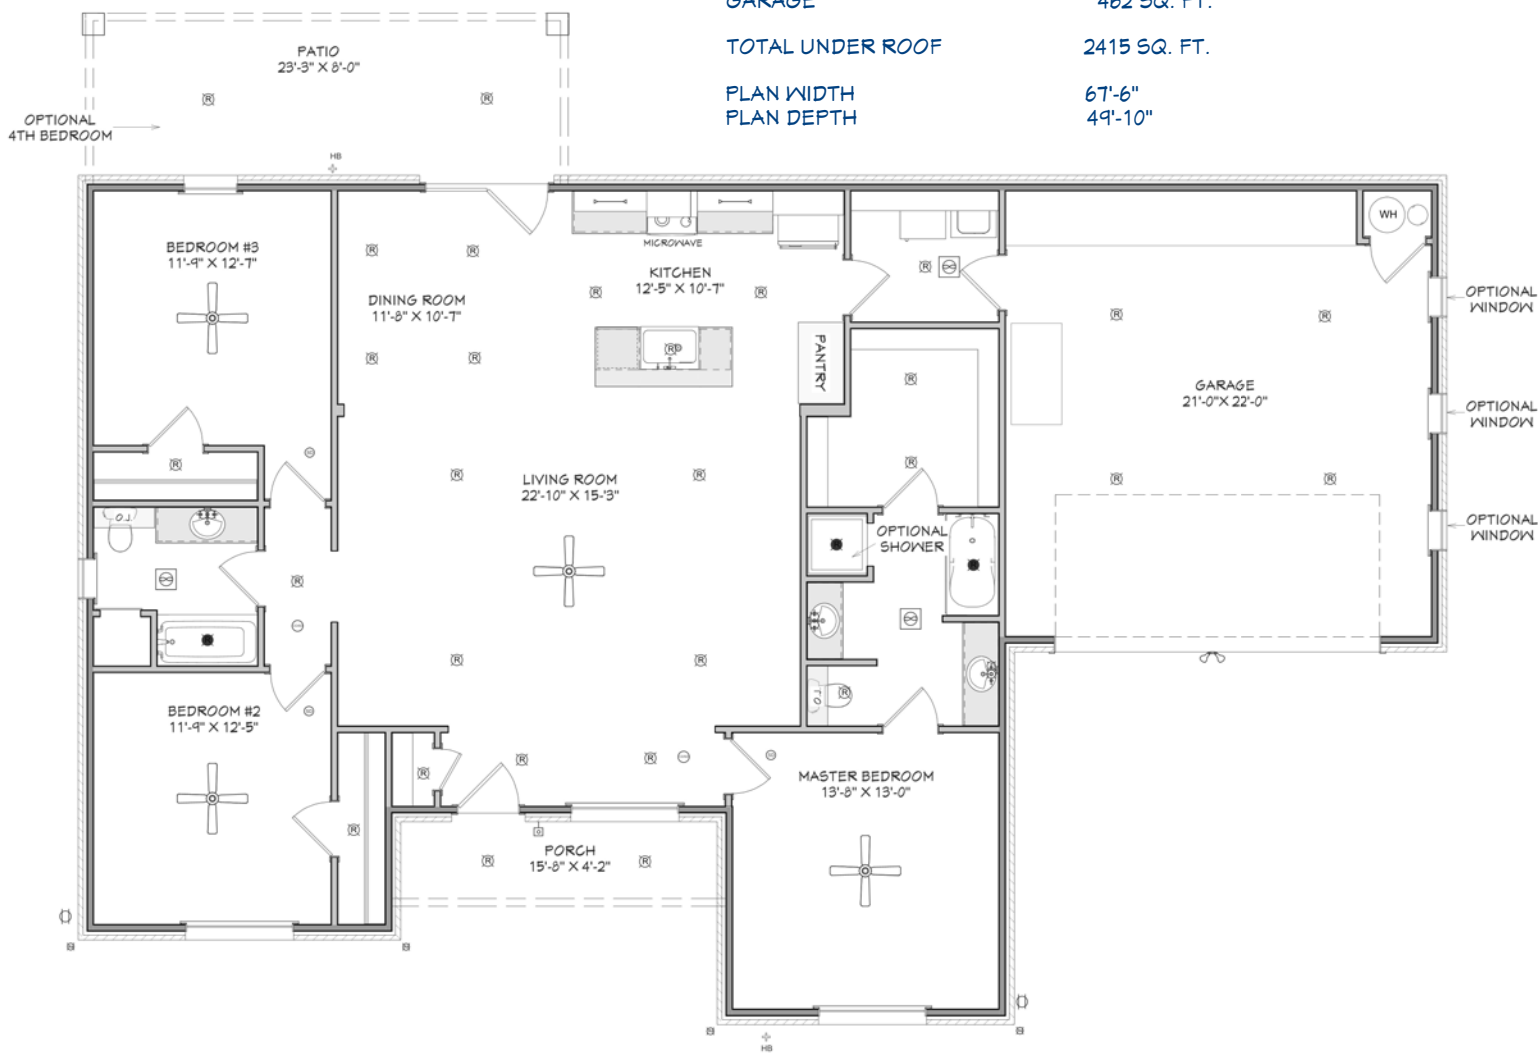 GARAGE 462 SQ. FT.
TOTAL UNDER ROOF 2415 SQ. FT.
PLAN WIDTH 67'-6"
PLAN DEPTH 49'-10"
PATIO
23'-3" X 8'-0"
OPTIONAL
4TH BEDROOM
HB
BEDROOM #3
11'-9" X 12'-7"
DINING ROOM
11'-8" X 10'-7"
MICROWAVE
KITCHEN
12'-5" X 10'-7"
PANTRY
WH
OPTIONAL
WINDOW
GARAGE
21'-0" X 22'-0"
OPTIONAL
WINDOW
LIVING ROOM
22'-10" X 15'-3"
OPTIONAL
SHOWER
OPTIONAL
WINDOW
BEDROOM #2
11'-9" X 12'-5"
MASTER BEDROOM
13'-8" X 13'-0"
PORCH
15'-8" X 4'-2"
HB